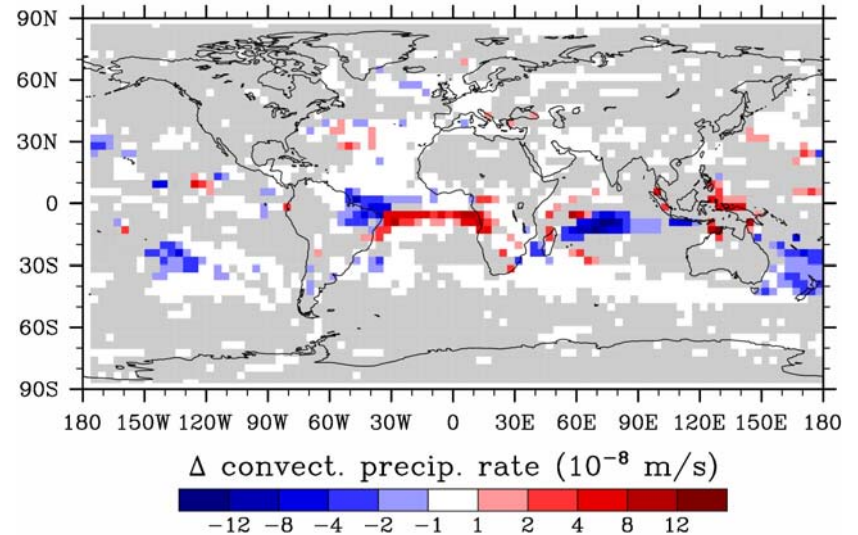 90N
60N
30N
0
30S
60S
90S
180 150W 120W 90W 60W 30W 0 30E 60E 90E 120E 150E 180
Δ convect. precip. rate (10⁻⁸ m/s)
−12 −8 −4 −2 −1 1 2 4 8 12